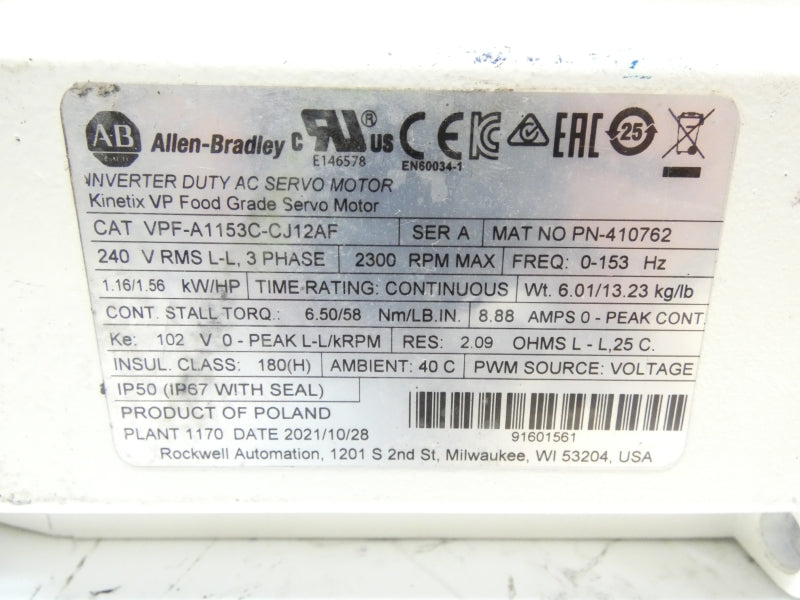 AB Allen-Bradley c RU ® US CE KC EAC 25
E146578 EN60034-1
INVERTER DUTY AC SERVO MOTOR
Kinetix VP Food Grade Servo Motor
CAT VPF-A1153C-CJ12AF SER A MAT NO PN-410762
240 V RMS L-L, 3 PHASE 2300 RPM MAX FREQ: 0-153 Hz
1.16/1.56 kW/HP TIME RATING: CONTINUOUS Wt. 6.01/13.23 kg/lb
CONT. STALL TORQ.: 6.50/58 Nm/LB.IN. 8.88 AMPS 0 - PEAK CONT.
Ke: 102 V 0 - PEAK L-L/kRPM RES: 2.09 OHMS L - L,25 C.
INSUL. CLASS: 180(H) AMBIENT: 40 C PWM SOURCE: VOLTAGE
IP50 (IP67 WITH SEAL)
PRODUCT OF POLAND
PLANT 1170 DATE 2021/10/28 91601561
Rockwell Automation, 1201 S 2nd St, Milwaukee, WI 53204, USA